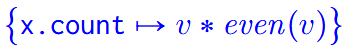 {x.count ↦ v * even(v)}